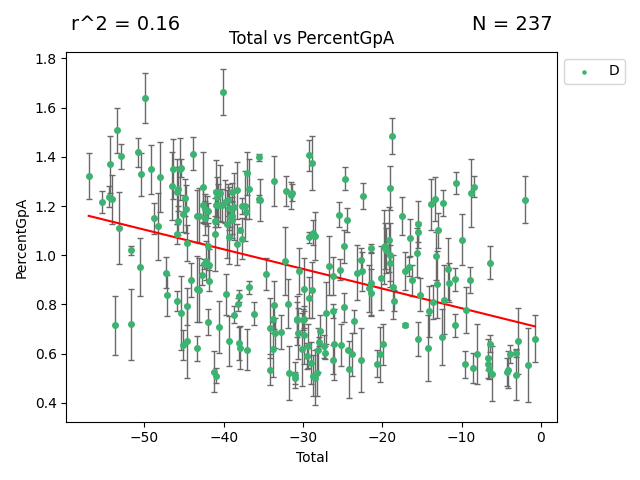 r^2 = 0.16
N = 237
Total vs PercentGpA
D
PercentGpA
1.8
1.6
1.4
1.2
1.0
0.8
0.6
0.4
−50
−40
−30
−20
−10
0
Total